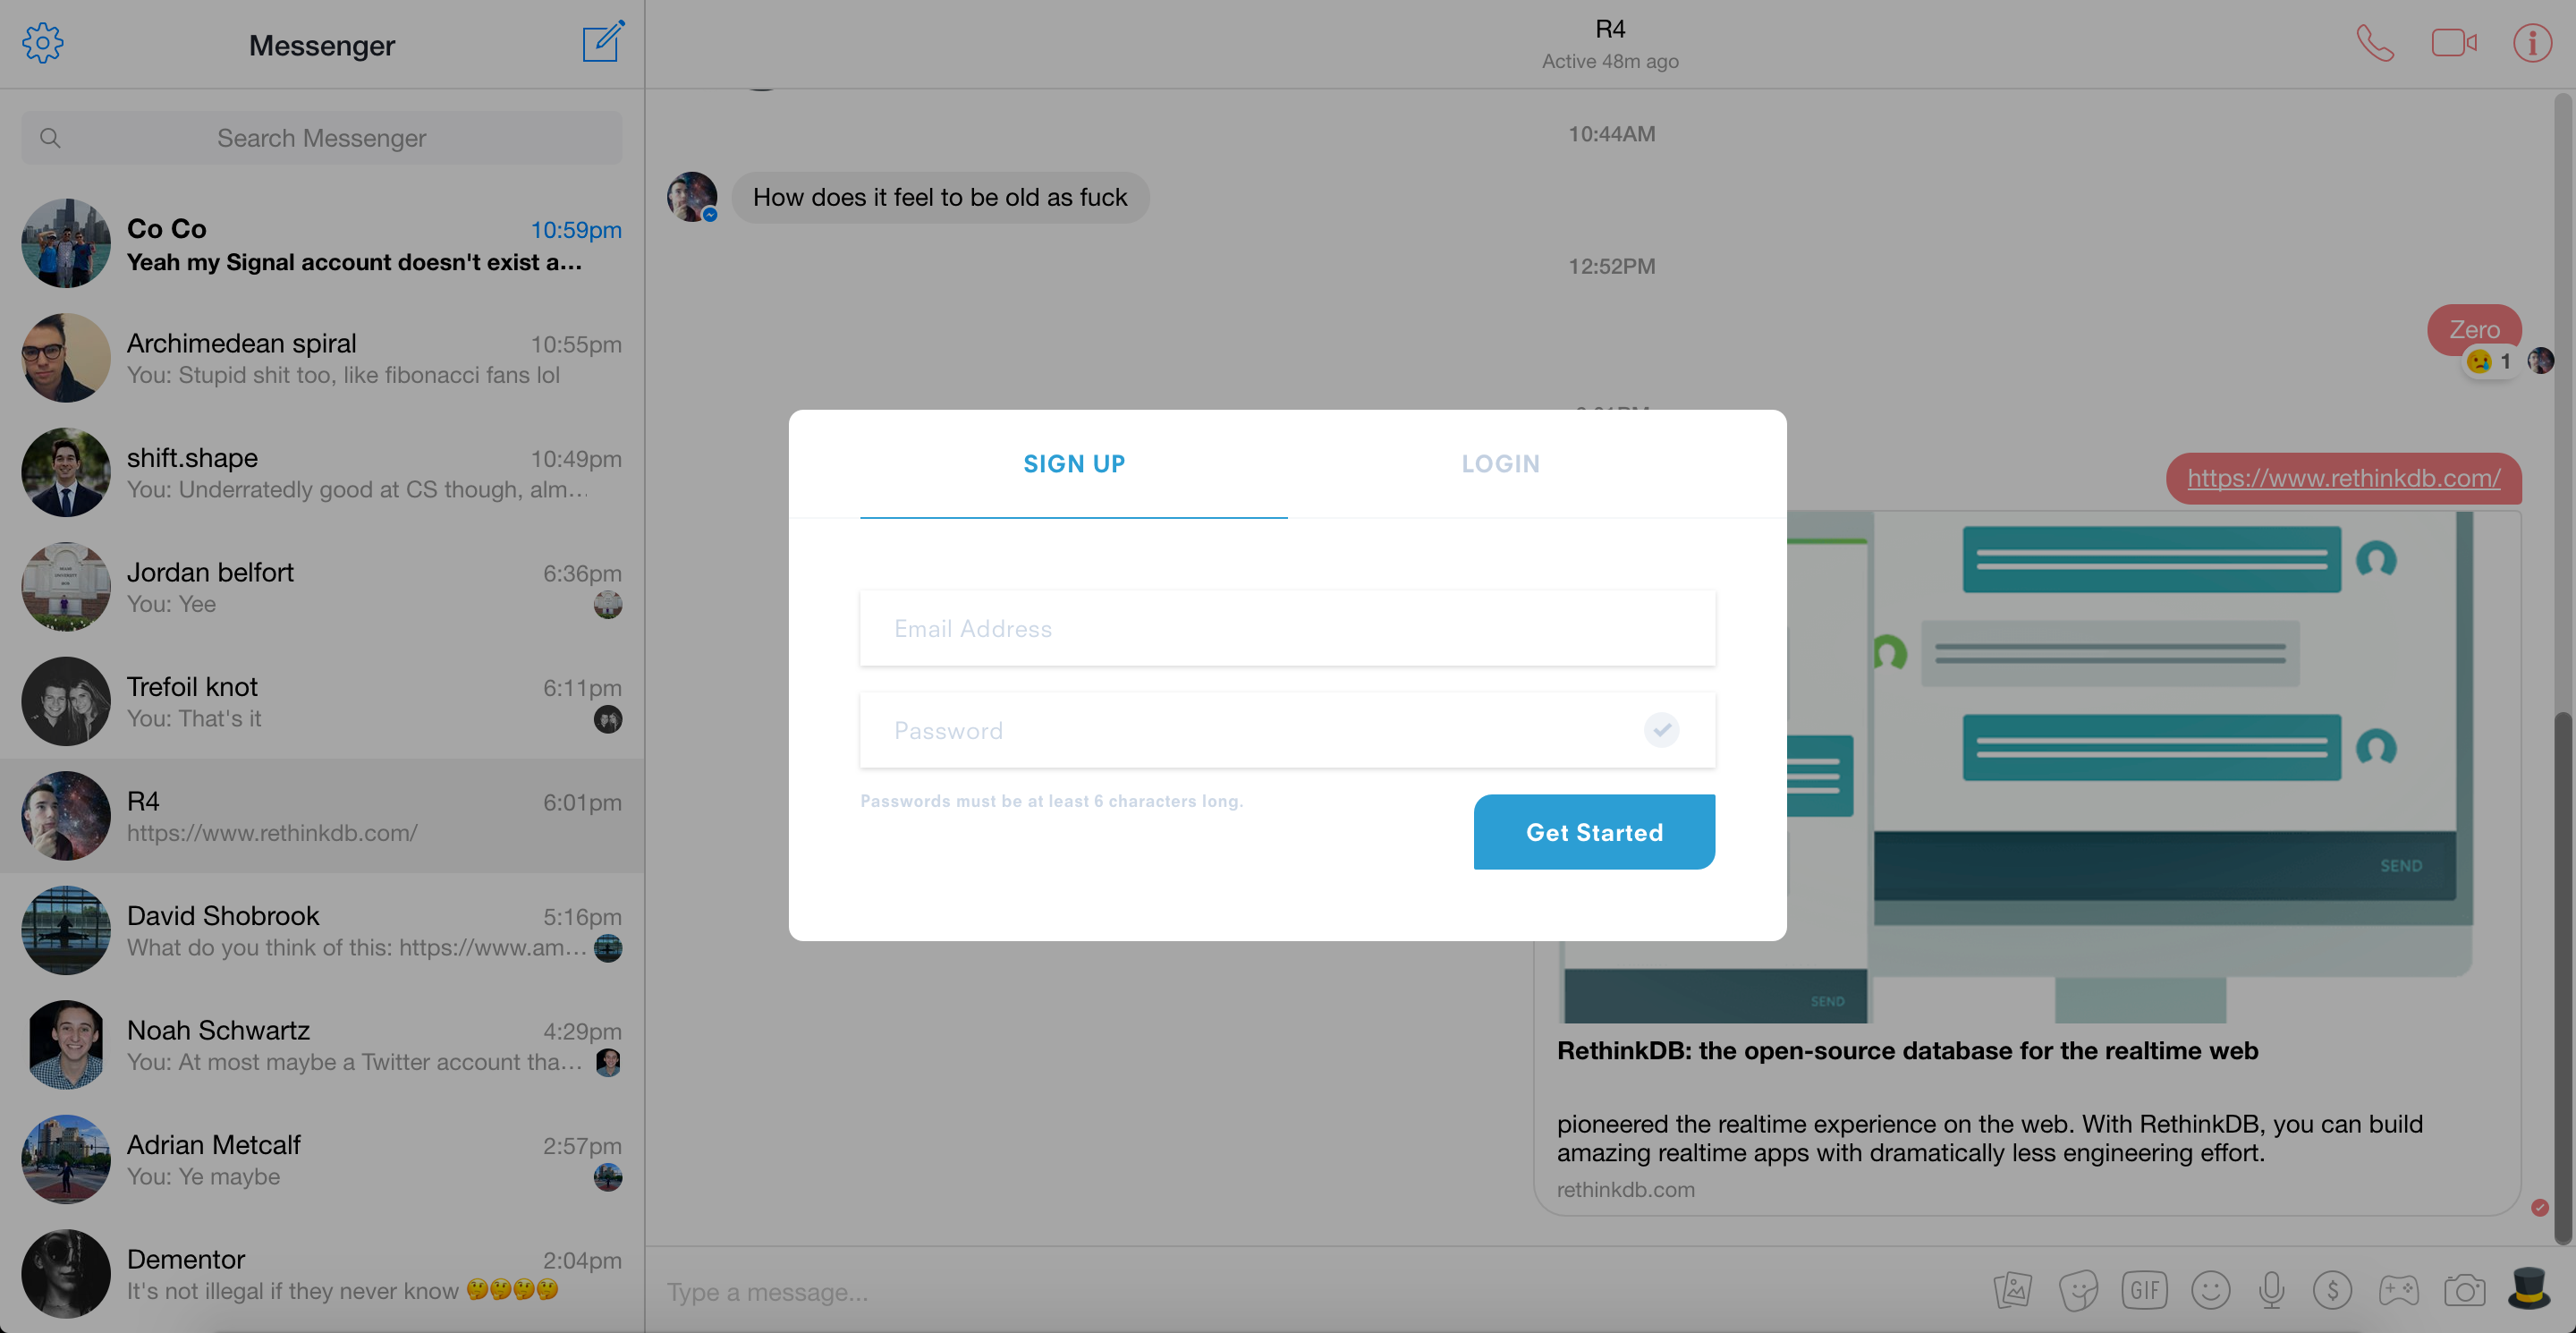 Messenger
Search Messenger
Co Co
10:59pm
Yeah my Signal account doesn't exist a...
Archimedean spiral
10:55pm
You: Stupid shit too, like fibonacci fans lol
shift.shape
10:49pm
You: Underratedly good at CS though, alm...
Jordan belfort
6:36pm
You: Yee
Trefoil knot
6:11pm
You: That's it
R4
6:01pm
https://www.rethinkdb.com/
David Shobrook
5:16pm
What do you think of this: https://www.am...
Noah Schwartz
4:29pm
You: At most maybe a Twitter account tha...
Adrian Metcalf
2:57pm
You: Ye maybe
Dementor
2:04pm
It's not illegal if they never know 🤔🤔🤔🤔
R4
Active 48m ago
10:44AM
How does it feel to be old as fuck
12:52PM
Zero
😢 1
https://www.rethinkdb.com/
SIGN UP
LOGIN
Email Address
Password
Passwords must be at least 6 characters long.
Get Started
SEND
SEND
RethinkDB: the open-source database for the realtime web
pioneered the realtime experience on the web. With RethinkDB, you can build
amazing realtime apps with dramatically less engineering effort.
rethinkdb.com
Type a message...
GIF
$